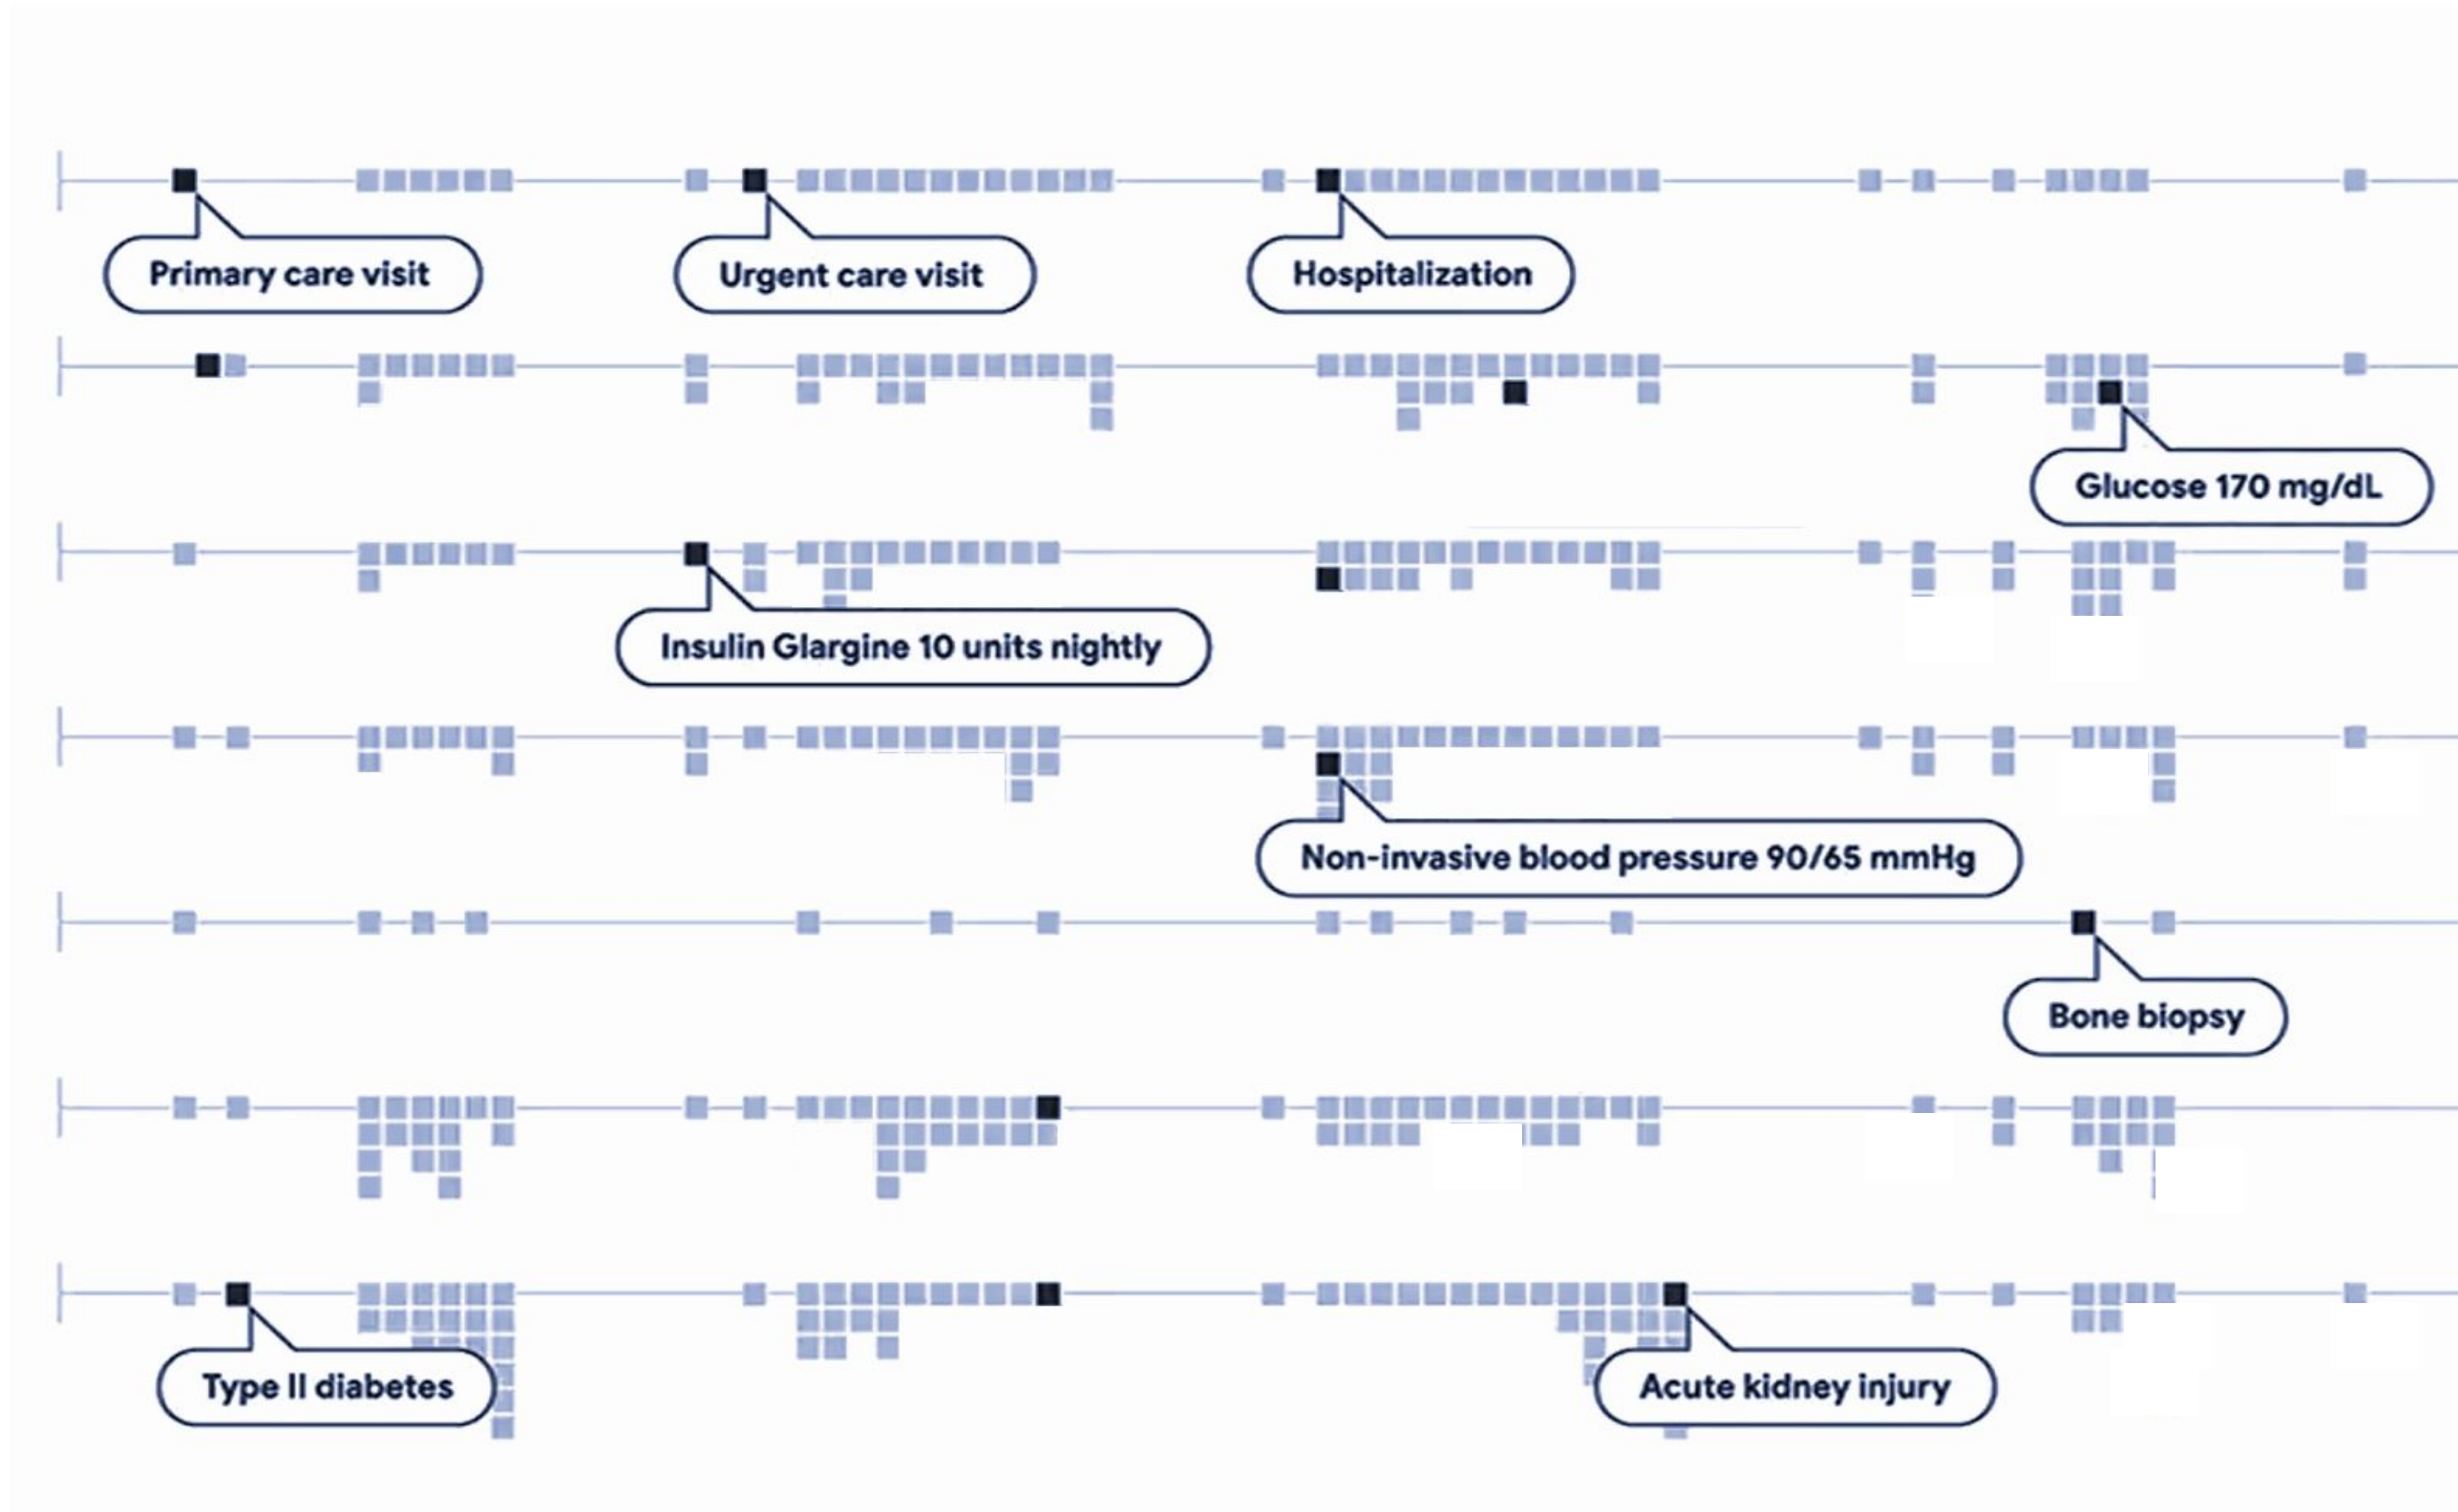 Primary care visit
Urgent care visit
Hospitalization
Glucose 170 mg/dL
Insulin Glargine 10 units nightly
Non-invasive blood pressure 90/65 mmHg
Bone biopsy
Type II diabetes
Acute kidney injury